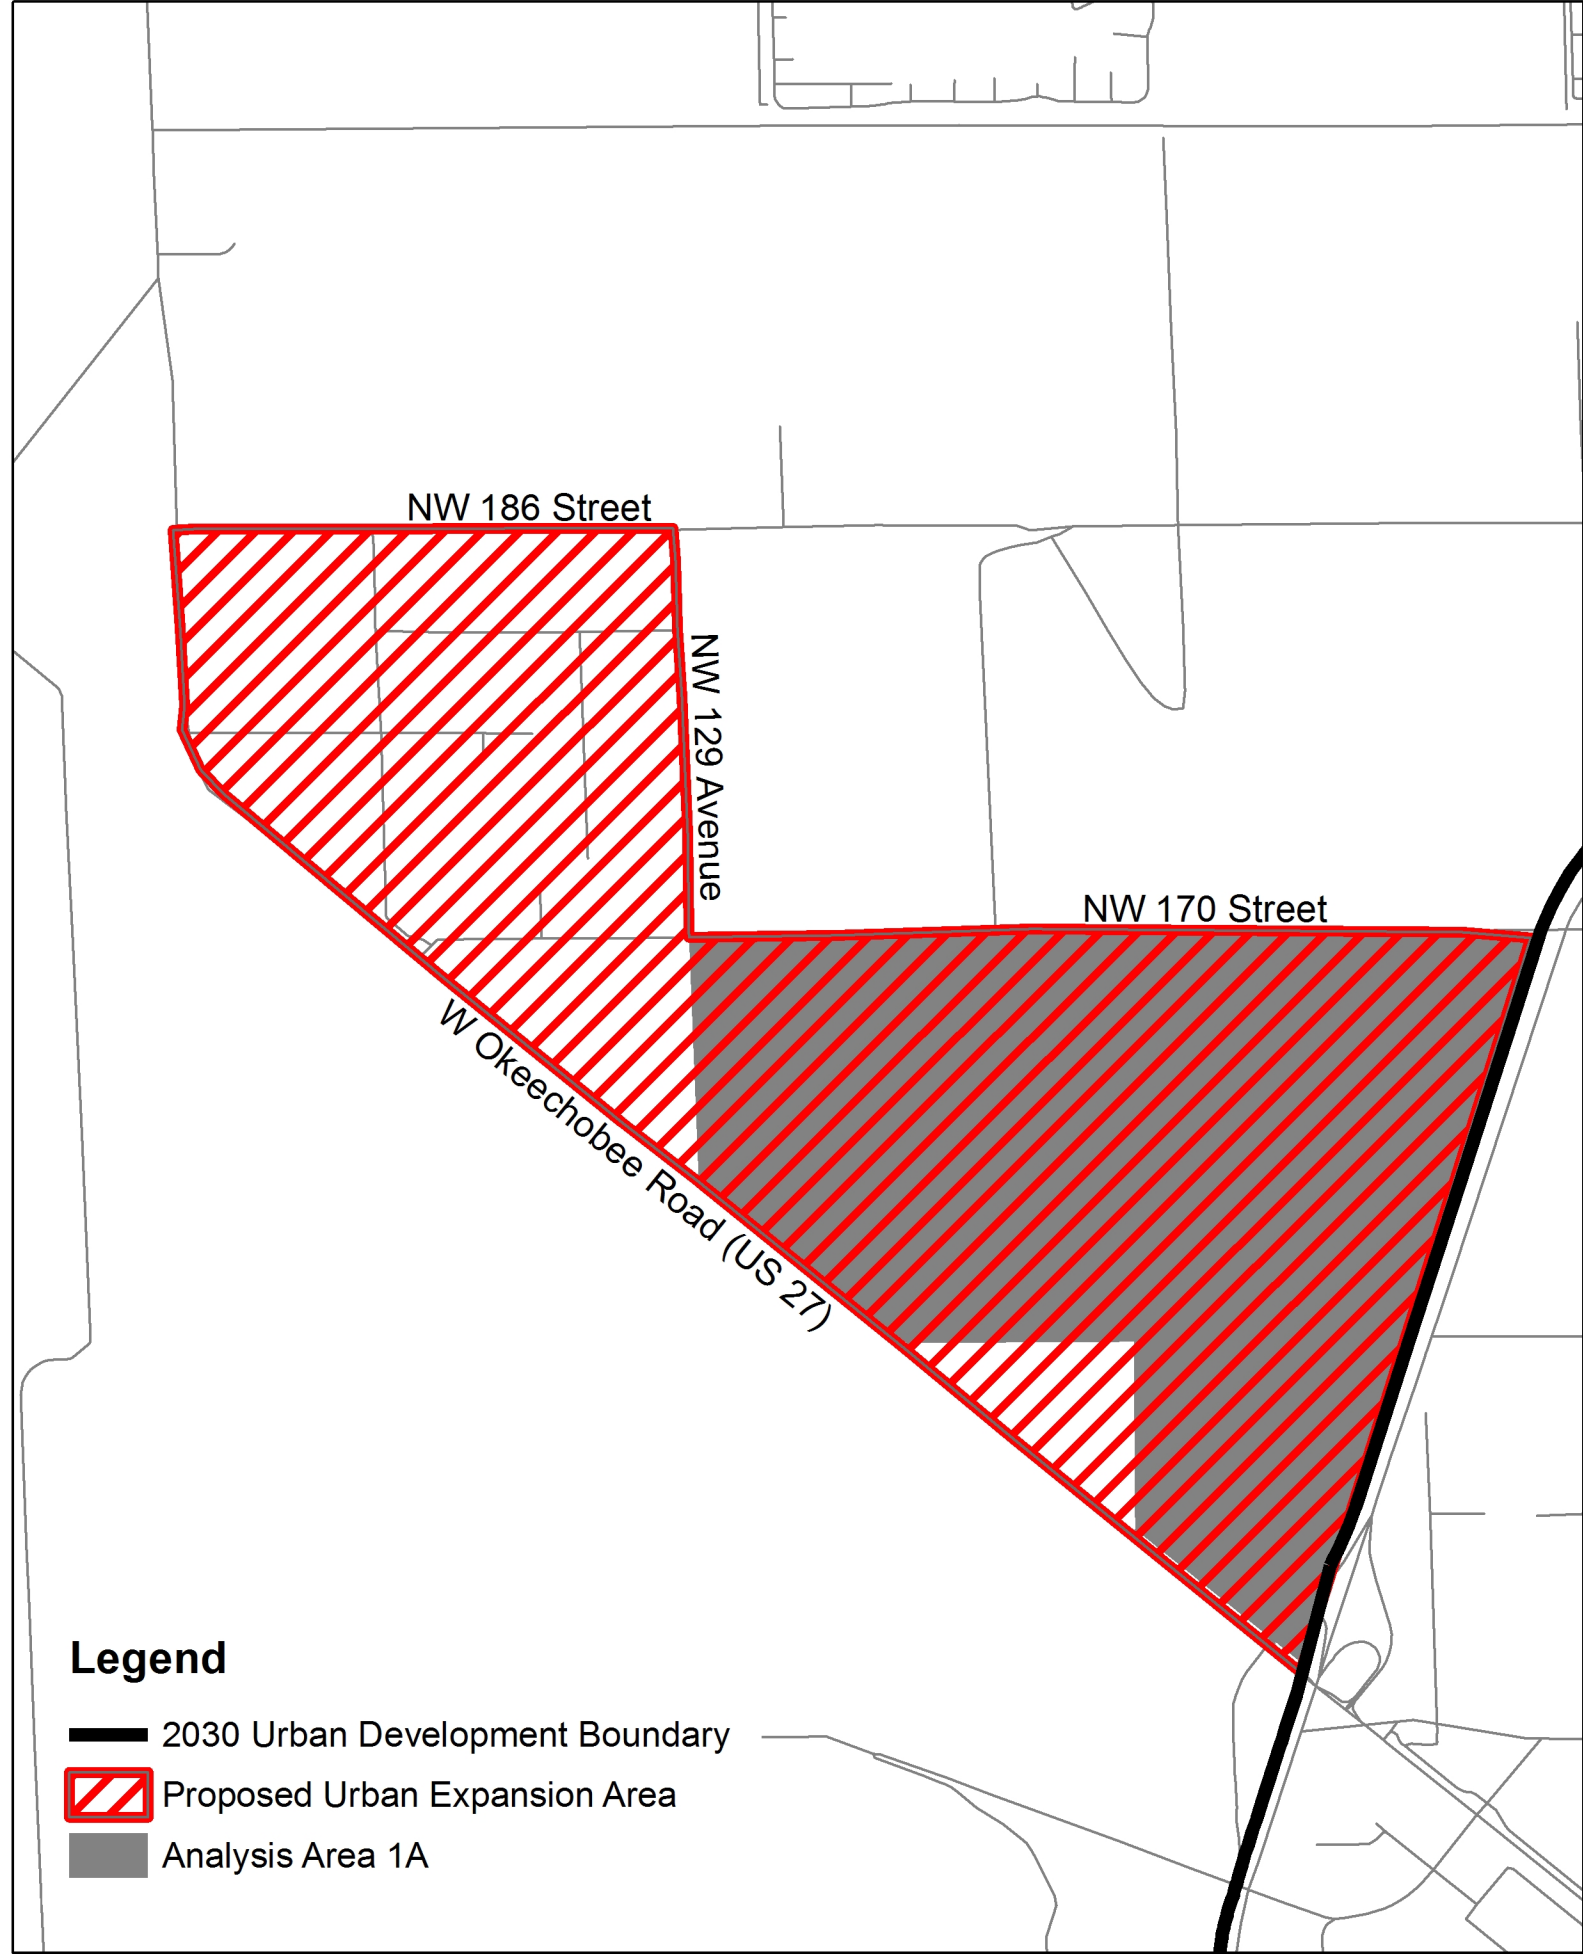 NW 186 Street
NW 129 Avenue
NW 170 Street
W Okeechobee Road (US 27)
Legend
2030 Urban Development Boundary
Proposed Urban Expansion Area
Analysis Area 1A